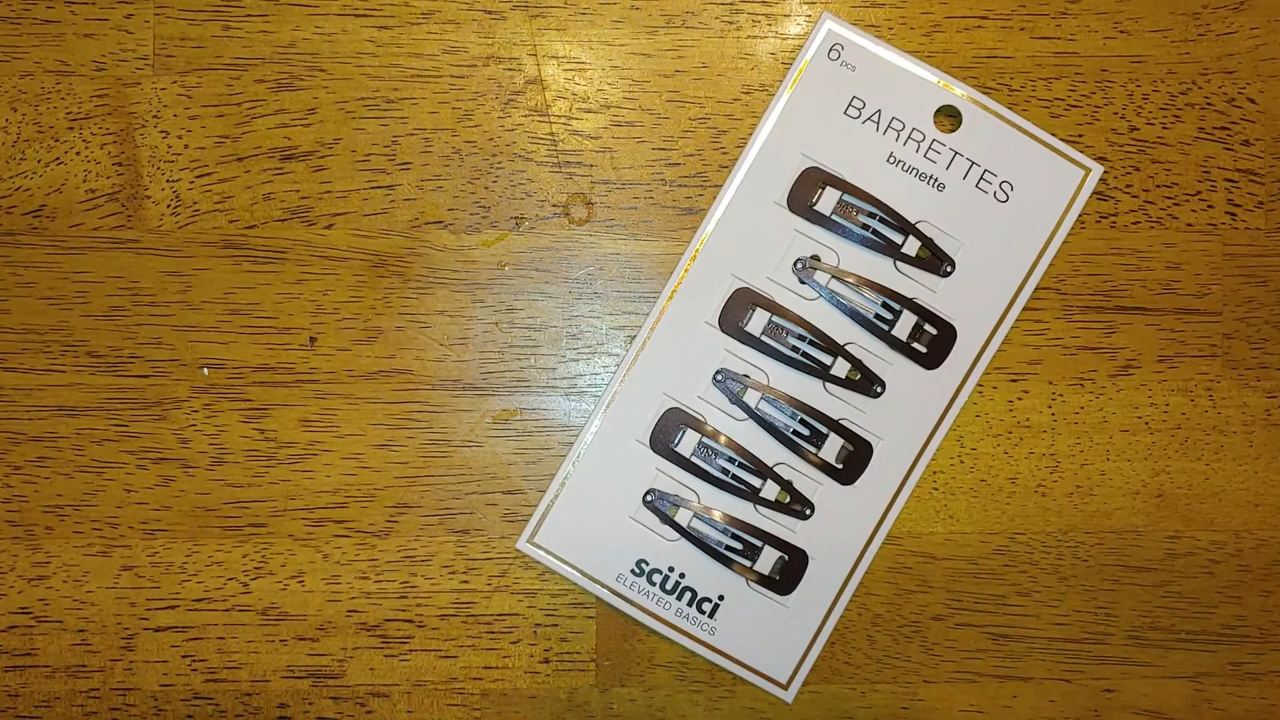 6 pcs
BARRETTES
brunette
scünci
ELEVATED BASICS